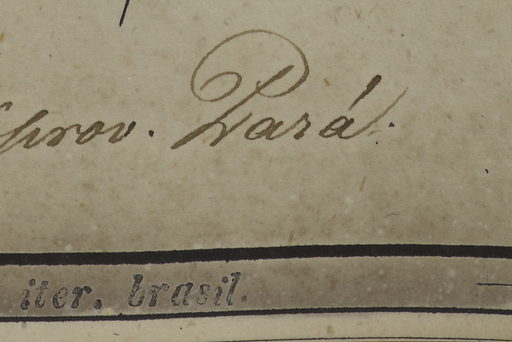 prov. Pará.
iter. brasil.